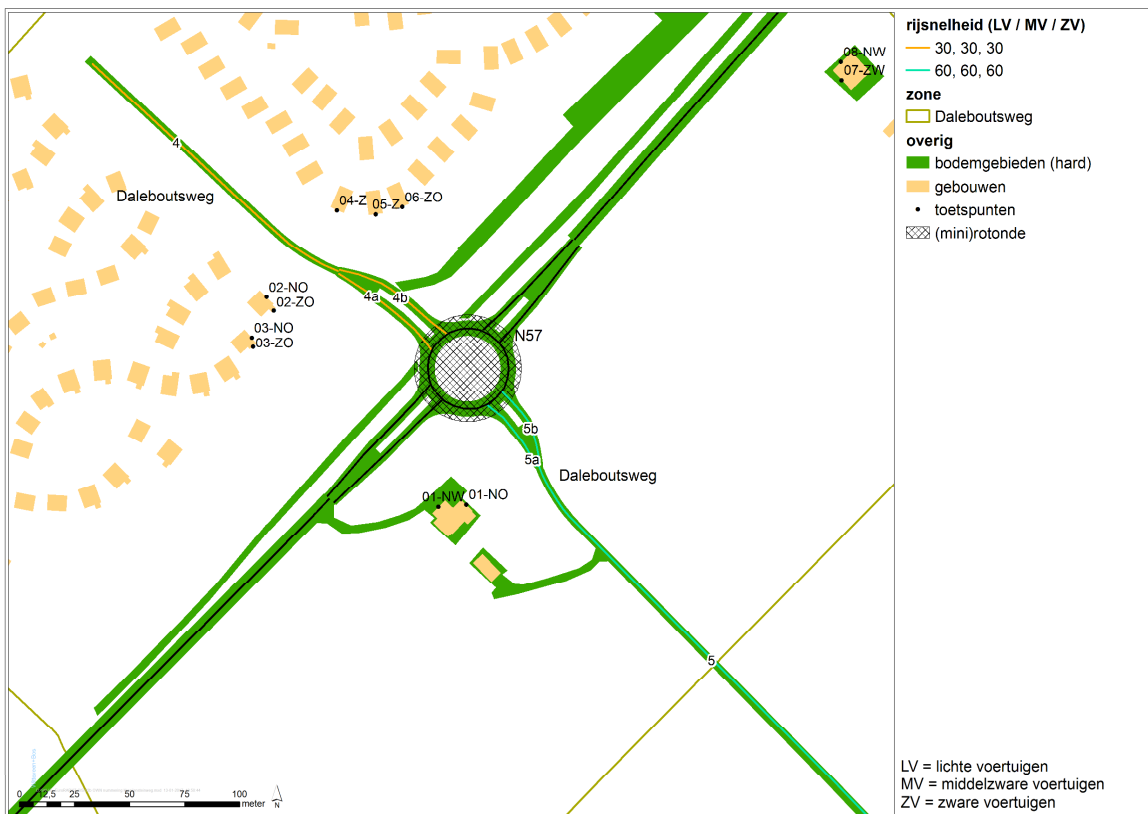 rijsnelheid (LV / MV / ZV)
30, 30, 30
60, 60, 60
zone
Daleboutsweg
overig
bodemgebieden (hard)
gebouwen
toetspunten
(mini)rotonde
08-NW
07-ZW
4
Daleboutsweg
04-Z
05-Z
06-ZO
02-NO
02-ZO
4a
4b
03-NO
03-ZO
N57
5b
5a
Daleboutsweg
01-NW
01-NO
5
0 12,5 25 50 75 100
meter
N
LV = lichte voertuigen
MV = middelzware voertuigen
ZV = zware voertuigen